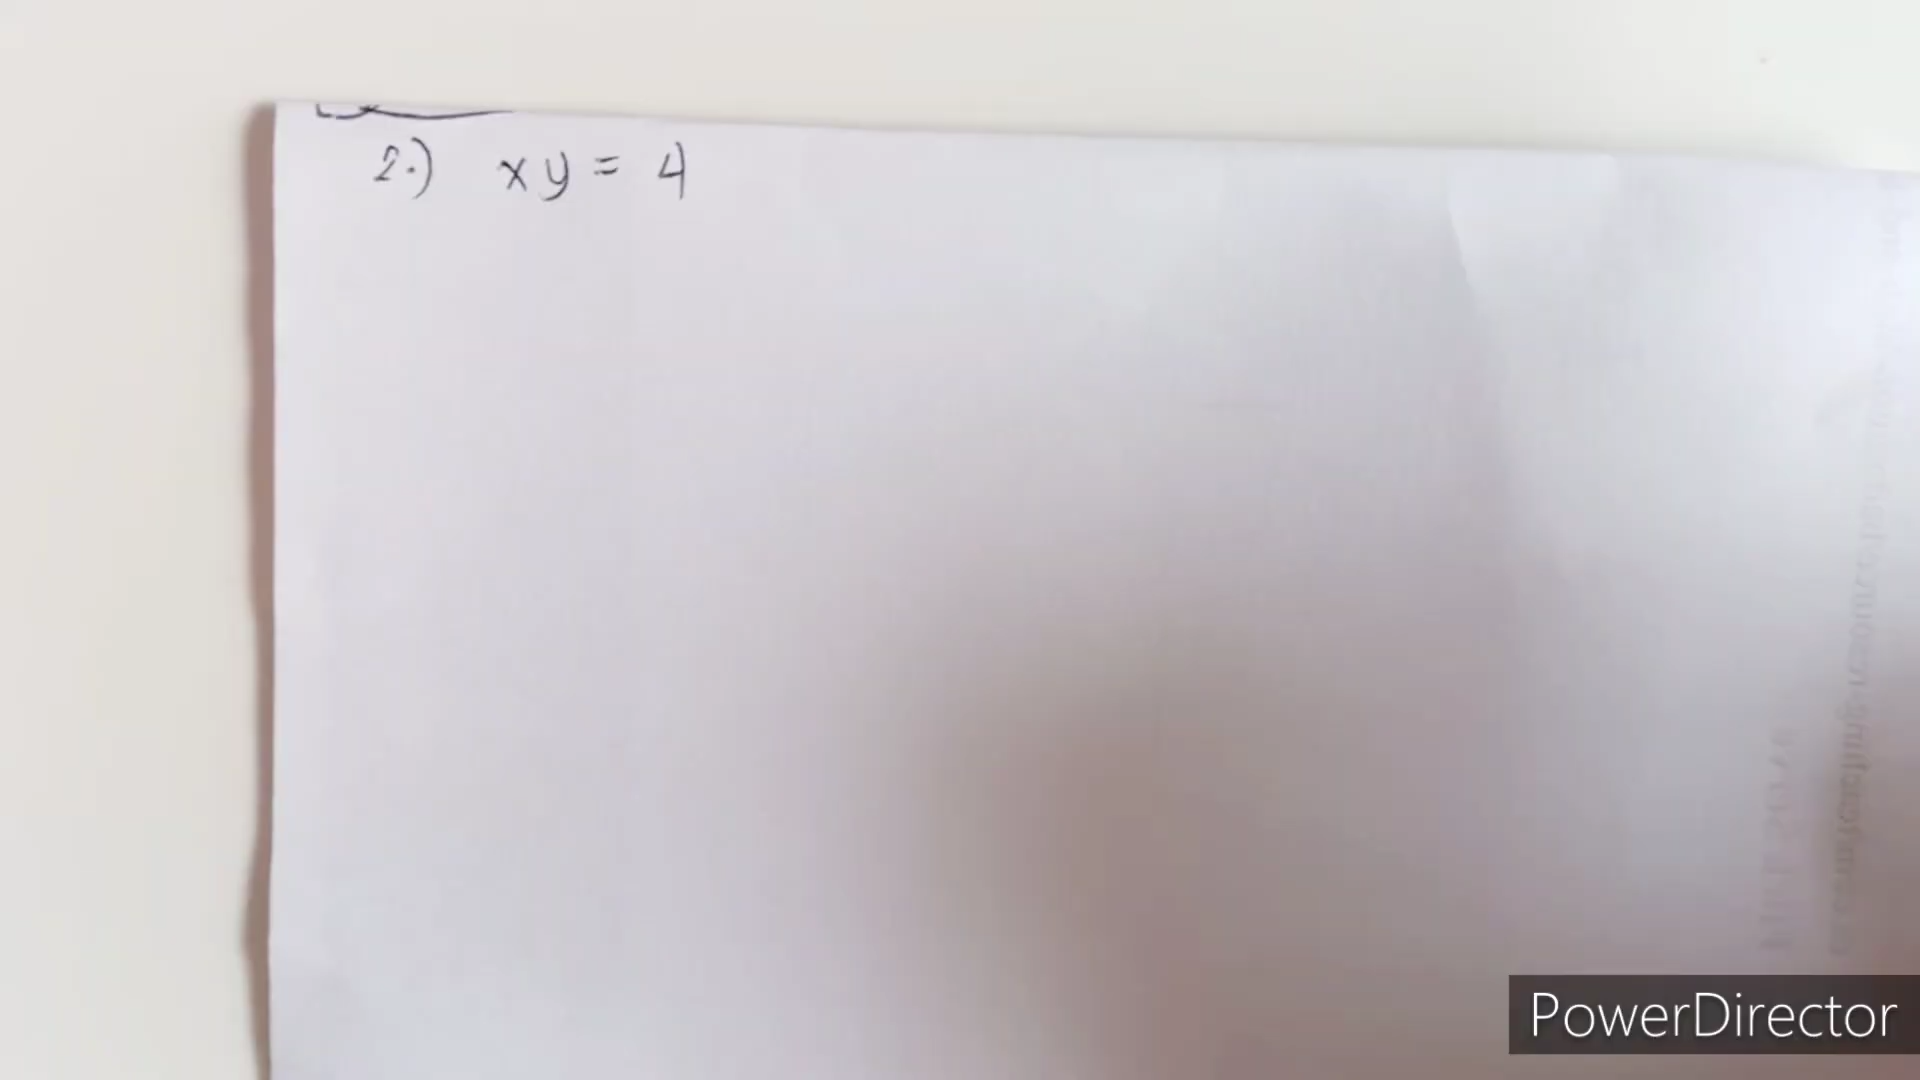 2.) xy = 4
PowerDirector